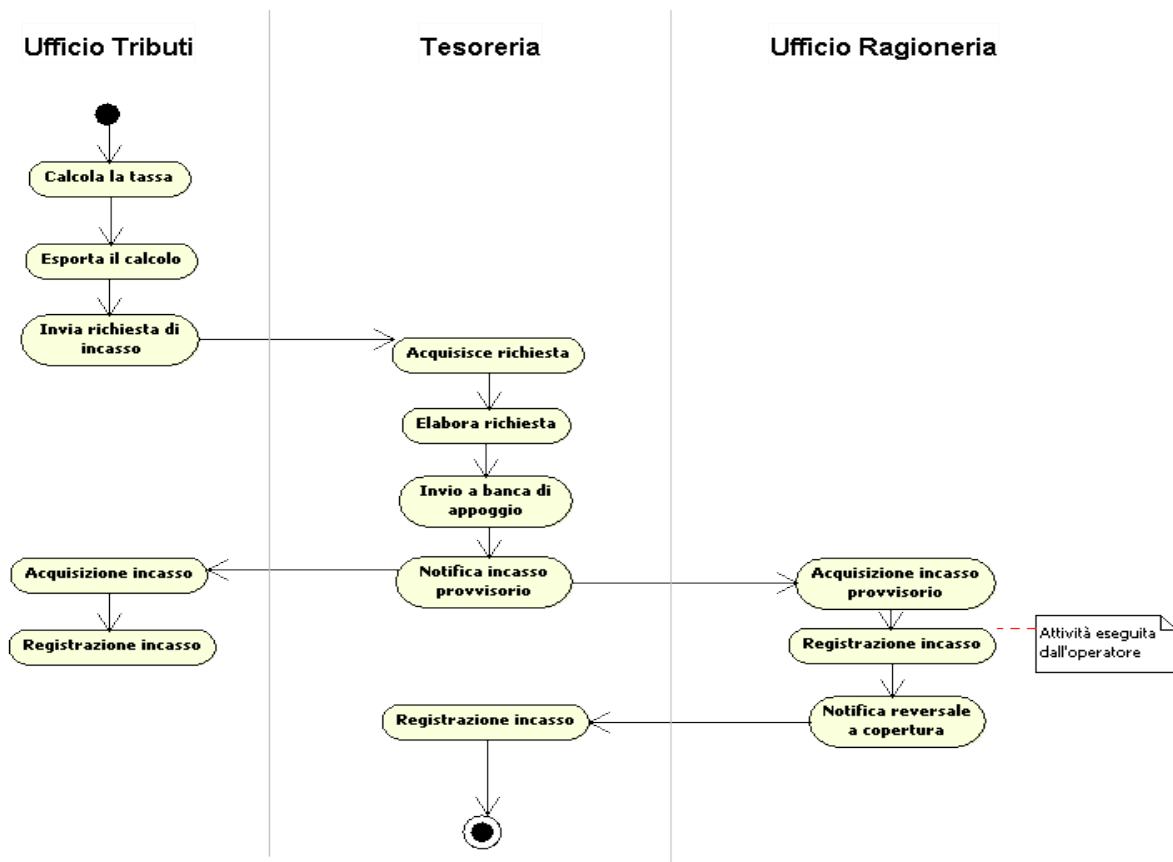 Ufficio Tributi
Tesoreria
Ufficio Ragioneria
Calcola la tassa
Esporta il calcolo
Invia richiesta di
incasso
Acquisisce richiesta
Elabora richiesta
Invio a banca di
appoggio
Notifica incasso
provvisorio
Acquisizione incasso
Registrazione incasso
Acquisizione incasso
provvisorio
Registrazione incasso
Attività eseguita
dall'operatore
Notifica reversale
a copertura
Registrazione incasso